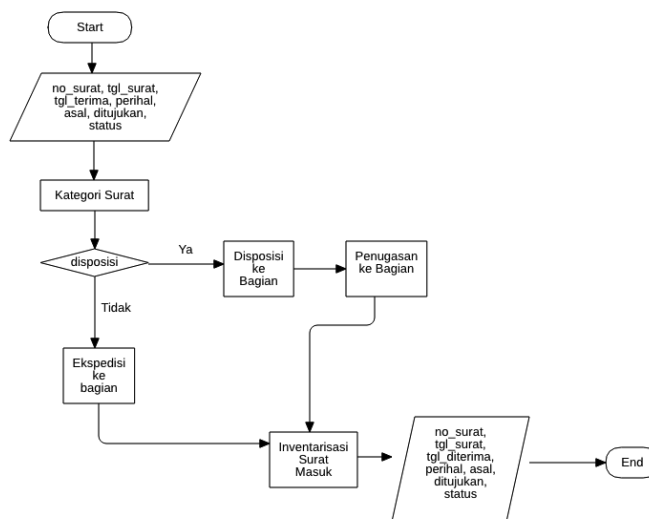 Start
no_surat, tgl_surat,
tgl_terima, perihal,
asal, ditujukan,
status
Kategori Surat
disposisi
Ya
Disposisi
ke
Bagian
Penugasan
ke Bagian
Tidak
Ekspedisi
ke
bagian
Inventarisasi
Surat
Masuk
no_surat,
tgl_surat,
tgl_diterima,
perihal, asal,
ditujukan,
status
End